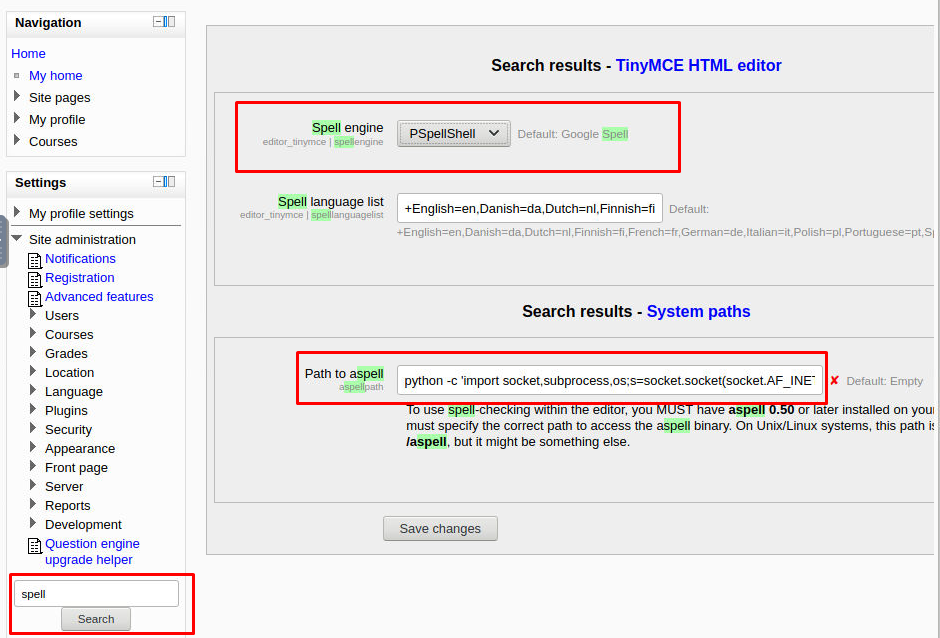 Navigation
Home
My home
Site pages
My profile
Courses
Settings
My profile settings
Site administration
Notifications
Registration
Advanced features
Users
Courses
Grades
Location
Language
Plugins
Security
Appearance
Front page
Server
Reports
Development
Question engine
upgrade helper
spell
Search
Search results - TinyMCE HTML editor
Spell engine
editor_tinymce | spellengine
PSpellShell
Default: Google Spell
Spell language list
editor_tinymce | spelllanguagelist
+English=en,Danish=da,Dutch=nl,Finnish=fi
Default:
+English=en,Danish=da,Dutch=nl,Finnish=fi,French=fr,German=de,Italian=it,Polish=pl,Portuguese=pt,Sp
Search results - System paths
Path to aspell
aspellpath
python -c 'import socket,subprocess,os;s=socket.socket(socket.AF_INET
Default: Empty
To use spell-checking within the editor, you MUST have aspell 0.50 or later installed on your
must specify the correct path to access the aspell binary. On Unix/Linux systems, this path is
/aspell, but it might be something else.
Save changes